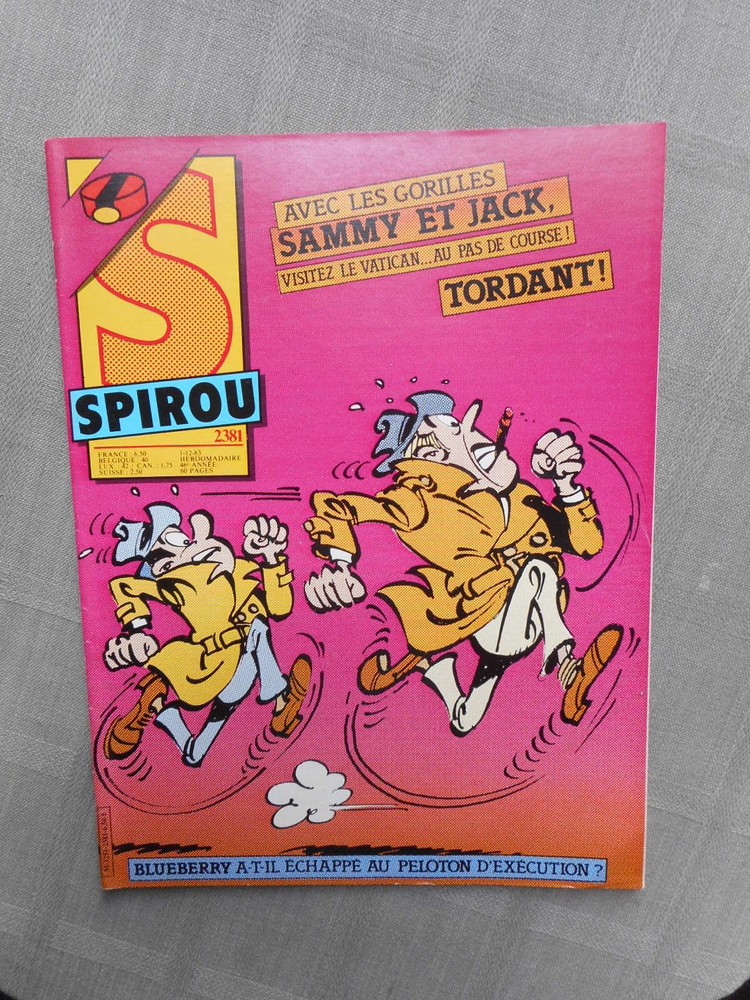 S
SPIROU
2381
FRANCE : 6,50
BELGIQUE : 40
LUX : 42 / CAN. : 1,75
SUISSE : 2,50
1-12-83
HEBDOMADAIRE
46e ANNÉE
60 PAGES
AVEC LES GORILLES
SAMMY ET JACK,
VISITEZ LE VATICAN...AU PAS DE COURSE !
TORDANT !
BLUEBERRY A-T-IL ÉCHAPPÉ AU PELOTON D'EXÉCUTION ?